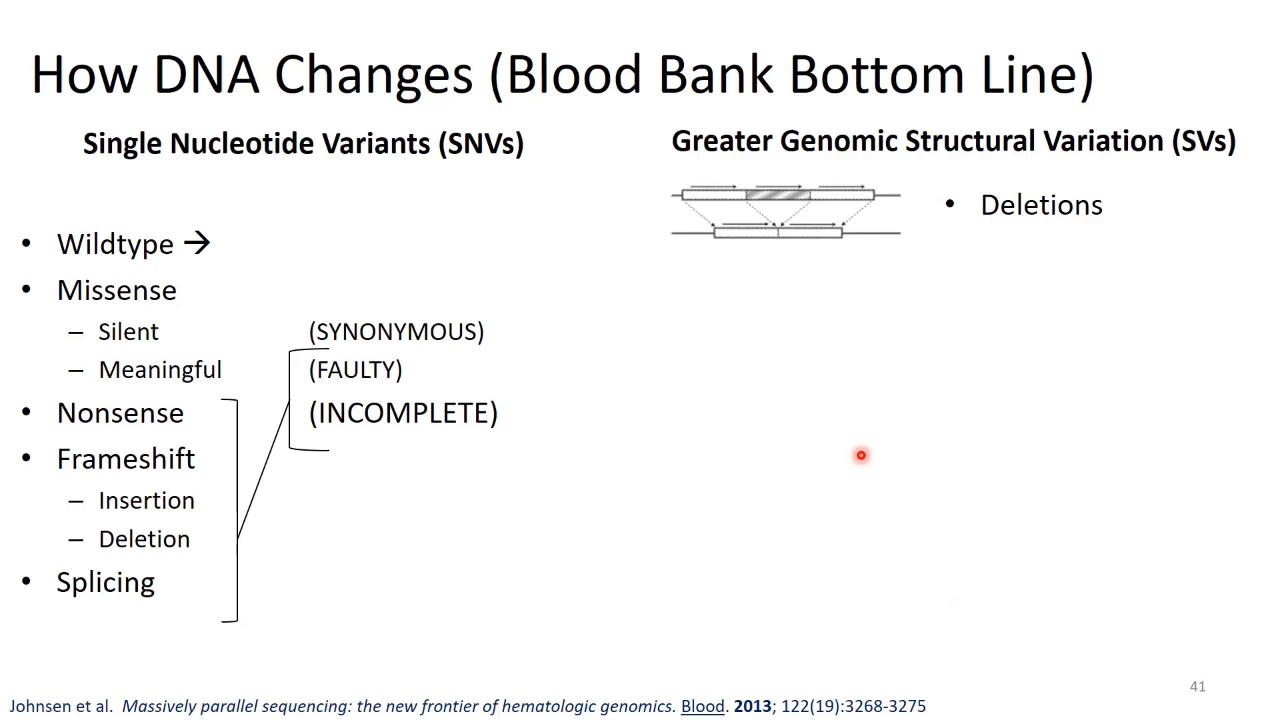 How DNA Changes (Blood Bank Bottom Line)
Single Nucleotide Variants (SNVs)
• Wildtype →
• Missense
– Silent (SYNONYMOUS)
– Meaningful (FAULTY)
• Nonsense (INCOMPLETE)
• Frameshift
– Insertion
– Deletion
• Splicing
Greater Genomic Structural Variation (SVs)
• Deletions
41
Johnsen et al. Massively parallel sequencing: the new frontier of hematologic genomics. Blood. 2013; 122(19):3268-3275